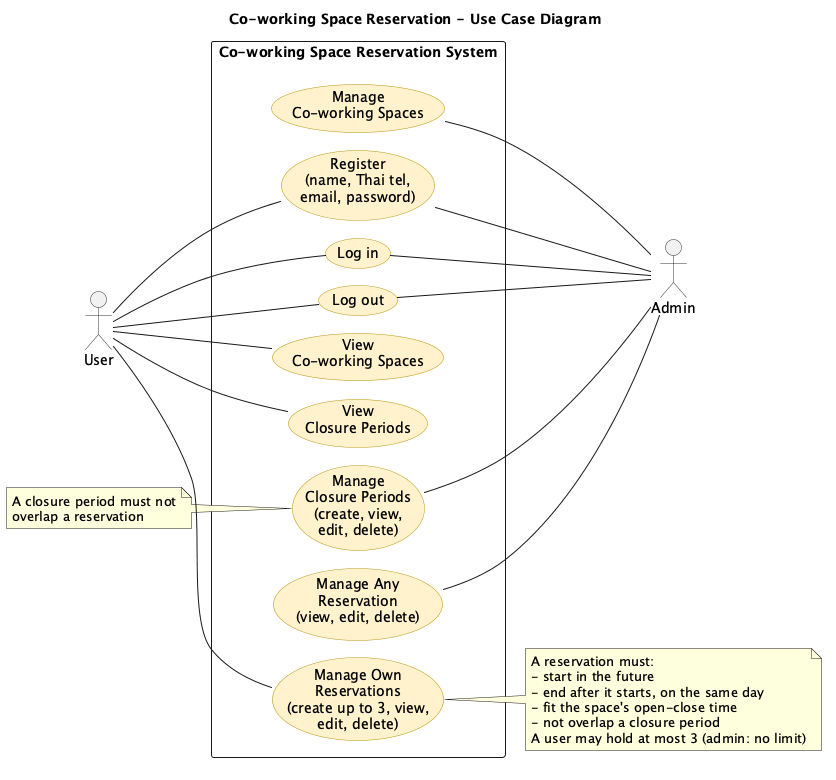 Co-working Space Reservation - Use Case Diagram
Co-working Space Reservation System
Manage
Co-working Spaces
Register
(name, Thai tel,
email, password)
Log in
Log out
Admin
User
View
Co-working Spaces
View
Closure Periods
Manage
Closure Periods
(create, view,
edit, delete)
A closure period must not
overlap a reservation
Manage Any
Reservation
(view, edit, delete)
Manage Own
Reservations
(create up to 3, view,
edit, delete)
A reservation must:
- start in the future
- end after it starts, on the same day
- fit the space's open-close time
- not overlap a closure period
A user may hold at most 3 (admin: no limit)